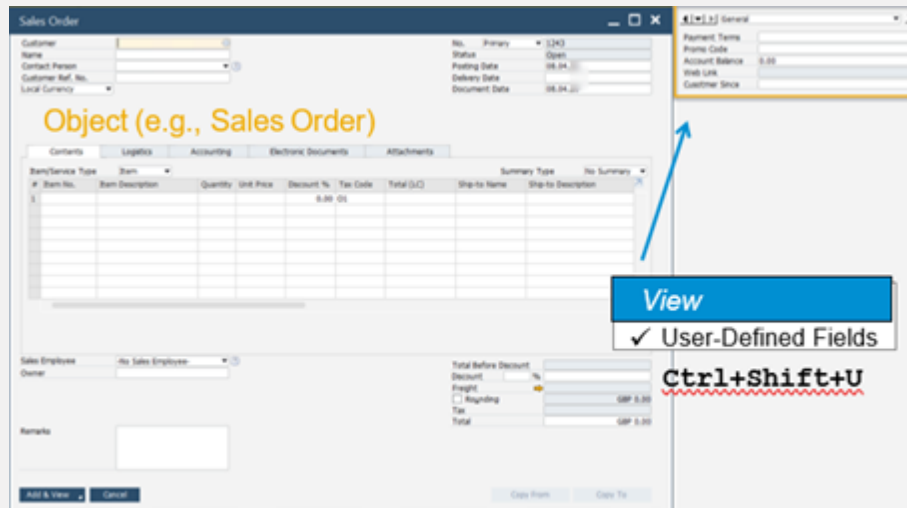 Sales Order
Customer
Name
Contact Person
Customer Ref. No.
Local Currency
No. Primary 1243
Status Open
Posting Date 08.04.
Delivery Date
Document Date 08.04.
General
Payment Terms
Promo Code
Account Balance 0.00
Web Link
Customer Since
Object (e.g., Sales Order)
Contents Logistics Accounting Electronic Documents Attachments
Item/Service Type Item Summary Type No Summary
# Item No. Item Description Quantity Unit Price Discount % Tax Code Total (LC) Ship-to Name Ship-to Description
1 0.00 O1
View
✓ User-Defined Fields
Ctrl+Shift+U
Sales Employee -No Sales Employee-
Owner
Total Before Discount
Discount %
Freight
Rounding GBP 0.00
Tax
Total GBP 0.00
Remarks
Add & View Cancel Copy From Copy To